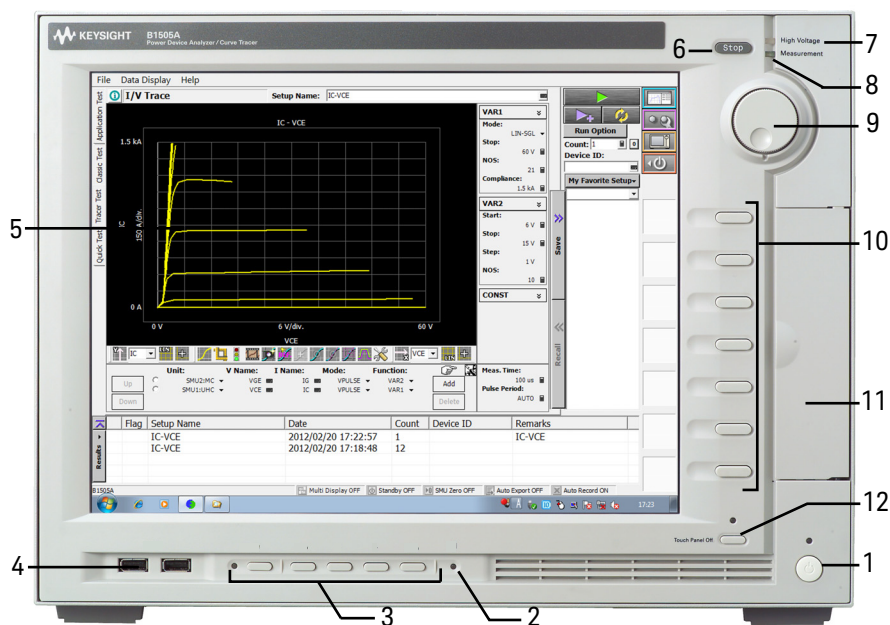 KEYSIGHT B1505A
Power Device Analyzer / Curve Tracer
6 Stop
High Voltage 7
Measurement
8
9
10
11
12
Touch Panel Off
1
2
3
4
5
File Data Display Help
I/V Trace Setup Name: IC-VCE
Quick Test Tracer Test Classic Test Application Test
IC - VCE
1.5 kA
IC
150 A/div.
0 A
0 V 6 V/div. 60 V
VCE
VAR1
Mode:
LIN-SGL
Stop:
60 V
NOS:
21
Compliance:
1.5 kA
VAR2
Start:
6 V
Stop:
15 V
Step:
1 V
NOS:
10
CONST
Save
Recall
Run Option
Count: 1
Device ID:
My Favorite Setup
IC
VCE
Unit: V Name: I Name: Mode: Function:
SMU2:MC VGE IG VPULSE VAR2
SMU1:UHC VCE IC VPULSE VAR1
Up
Down
Add
Delete
Meas. Time:
100 us
Pulse Period:
AUTO
Results
Flag Setup Name Date Count Device ID Remarks
IC-VCE 2012/02/20 17:22:57 1 IC-VCE
IC-VCE 2012/02/20 17:18:48 12
B1505A Multi Display OFF Standby OFF SMU Zero OFF Auto Export OFF Auto Record ON
17:23